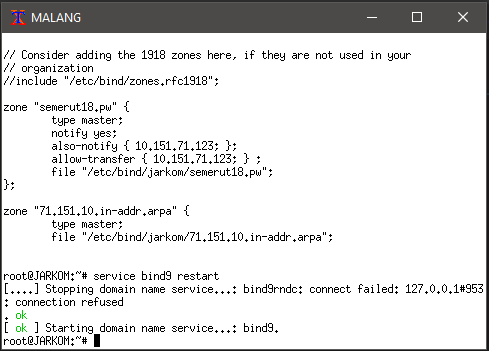 MALANG
// Consider adding the 1918 zones here, if they are not used in your
// organization
//include "/etc/bind/zones.rfc1918";
zone "semerut18.pw" {
type master;
notify yes;
also-notify { 10.151.71.123; };
allow-transfer { 10.151.71.123; } ;
file "/etc/bind/jarkom/semerut18.pw";
};
zone "71.151.10.in-addr.arpa" {
type master;
file "/etc/bind/jarkom/71.151.10.in-addr.arpa";
root@JARKOM:~# service bind9 restart
[....] Stopping domain name service...: bind9rndc: connect failed: 127.0.0.1#953
: connection refused
. ok
[ ok ] Starting domain name service...: bind9.
root@JARKOM:~#